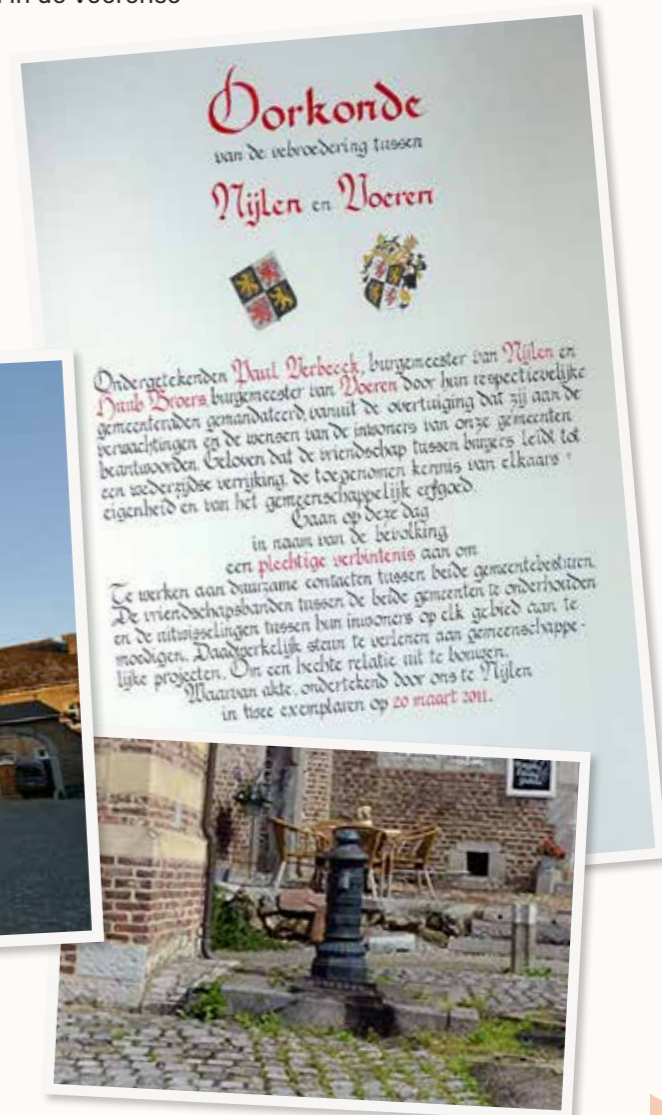 in de Voerense
Oorkonde
van de vebroedering tussen
Nijlen en Voeren
Ondergetekenden Paul Verbeeck, burgemeester van Nijlen en
Huub Broers, burgemeester van Voeren door hun respectievelijke
gemeenteraden gemandateerd, vanuit de overtuiging dat zij aan de
verwachtingen en de wensen van de inwoners van onze gemeenten
beantwoorden. Geloven dat de vriendschap tussen burgers leidt tot
een wederzijdse verrijking, de toegenomen kennis van elkaars
eigenheid en van het gemeenschappelijk erfgoed.
Gaan op deze dag
in naam van de bevolking
een plechtige verbintenis aan om
Te werken aan duurzame contacten tussen beide gemeentebesturen.
De vriendschapsbanden tussen de beide gemeenten te onderhouden
en de uitwisselingen tussen hun inwoners op elk gebied aan te
moedigen. Daadwerkelijk steun te verlenen aan gemeenschappe-
lijke projecten. Om een hechte relatie uit te bouwen.
Waarvan akte, ondertekend door ons te Nijlen
in twee exemplaren op 20 maart 2011.